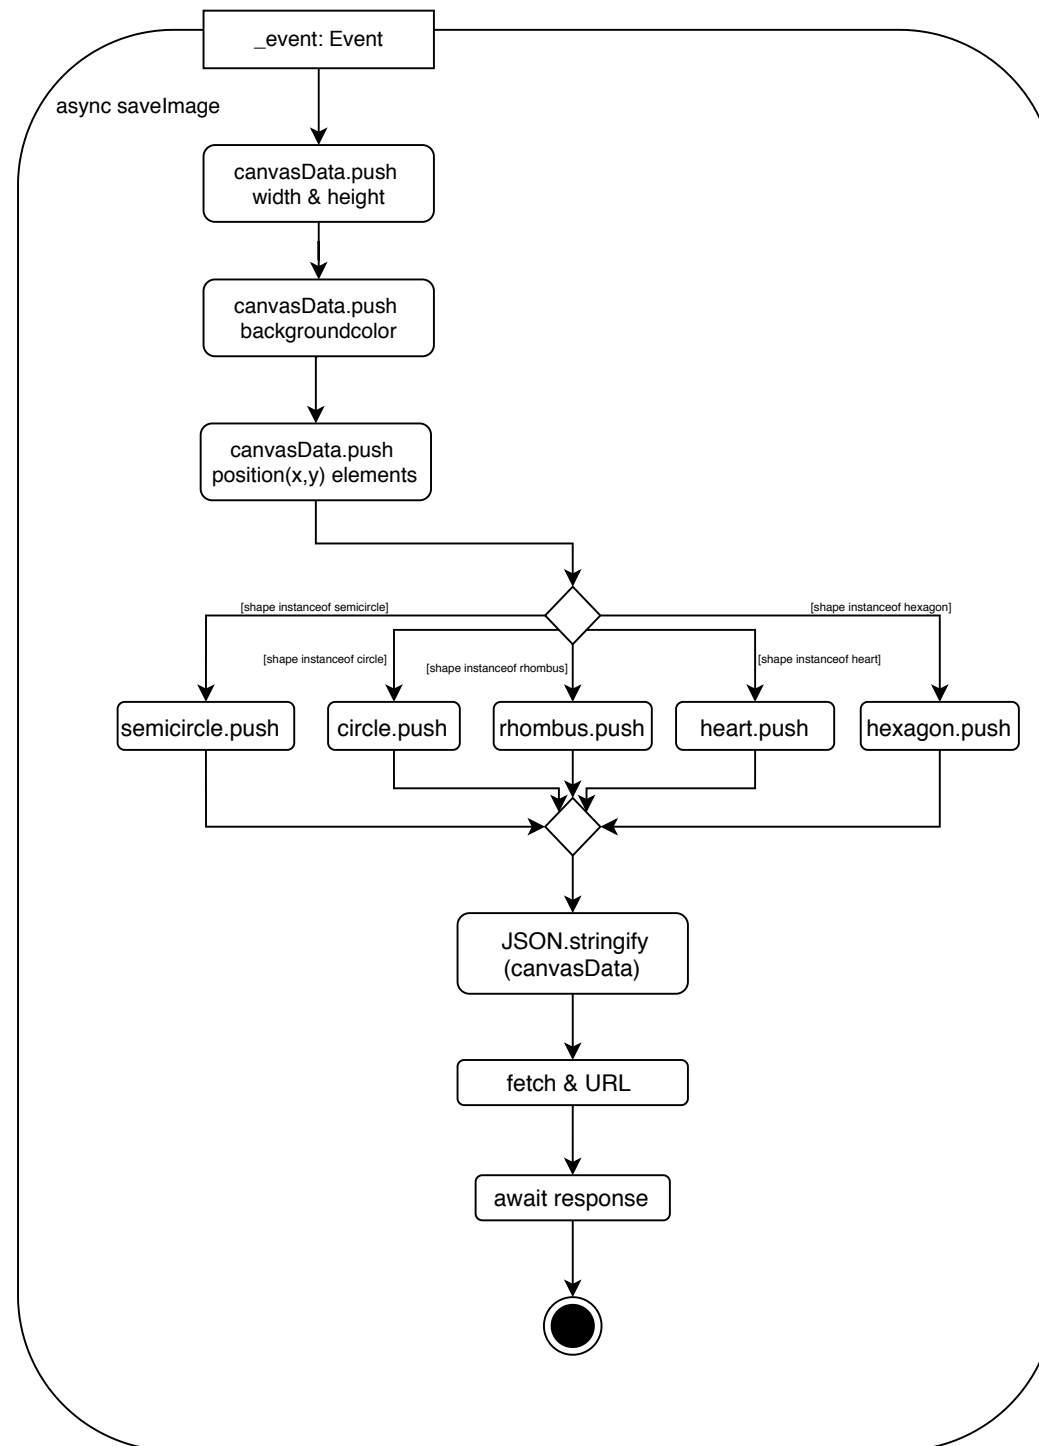 _event: Event
async saveImage
canvasData.push
width & height
canvasData.push
backgroundcolor
canvasData.push
position(x,y) elements
[shape instanceof semicircle]
[shape instanceof hexagon]
[shape instanceof circle]
[shape instanceof rhombus]
[shape instanceof heart]
semicircle.push
circle.push
rhombus.push
heart.push
hexagon.push
JSON.stringify
(canvasData)
fetch & URL
await response